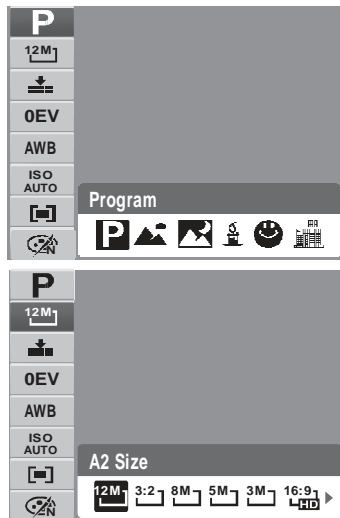 P
12M
0EV
AWB
ISO
AUTO
N
Program
P
P
12M
0EV
AWB
ISO
AUTO
N
A2 Size
12M 3:2 8M 5M 3M 16:9
HD